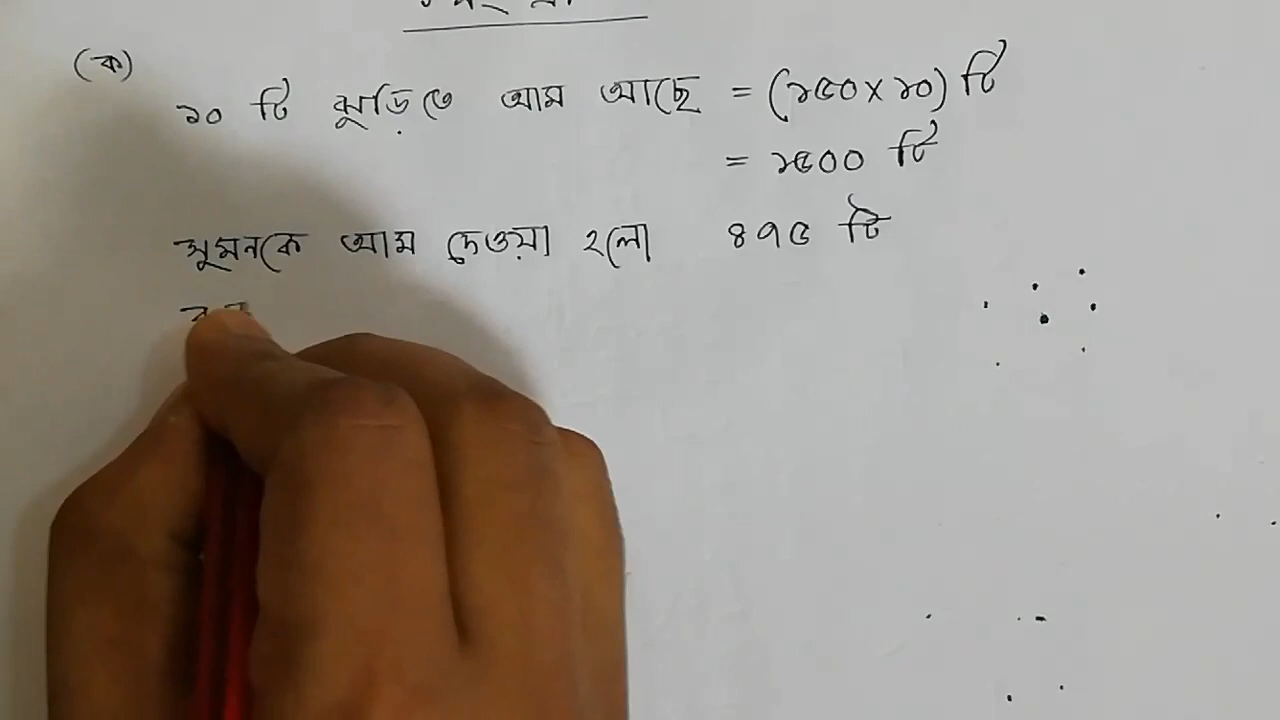 (ক)
১০ টি ঝুড়িতে আম আছে = (১৫০ × ১০) টি
= ১৫০০ টি
সুমনকে আম দেওয়া হলো ৪৭৫ টি